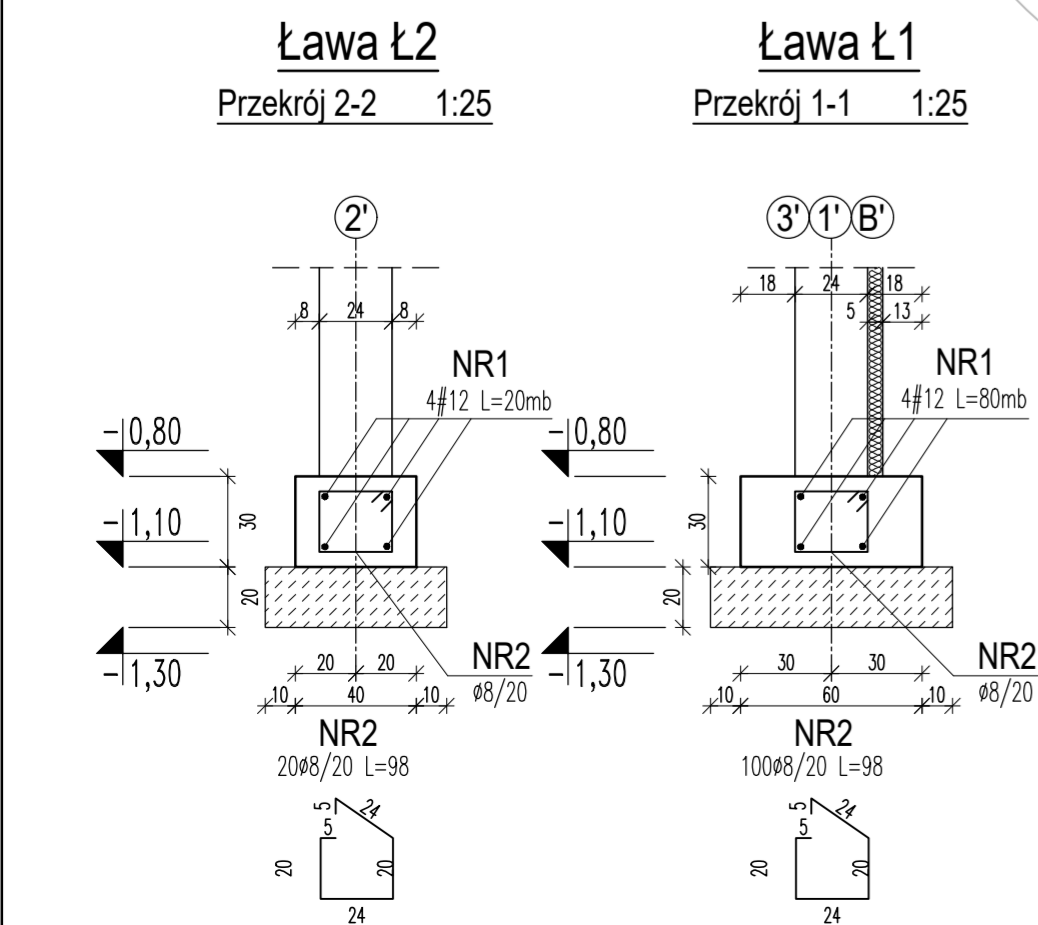 Ława Ł2
Przekrój 2-2 1:25
2'
8 24 8
NR1
4#12 L=20mb
-0,80
-1,10
-1,30
30
20
20 20
10 40 10
NR2
ø8/20
NR2
20ø8/20 L=98
5
24
5
20
20
24
Ława Ł1
Przekrój 1-1 1:25
3' 1' B'
18 24 18
5 13
NR1
4#12 L=80mb
-0,80
-1,10
-1,30
30
20
30 30
10 60 10
NR2
ø8/20
NR2
100ø8/20 L=98
5
24
5
20
20
24